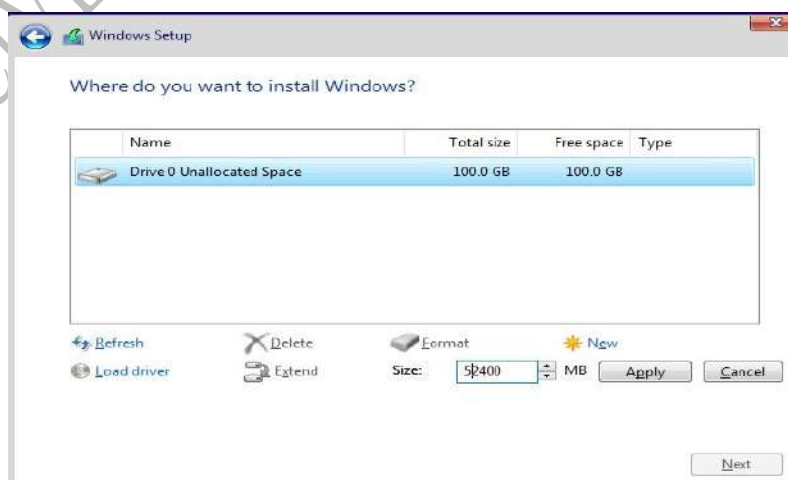 Windows Setup
Where do you want to install Windows?
Name Total size Free space Type
Drive 0 Unallocated Space 100.0 GB 100.0 GB
Refresh Delete Format New
Load driver Extend Size: 52400 MB Apply Cancel
Next